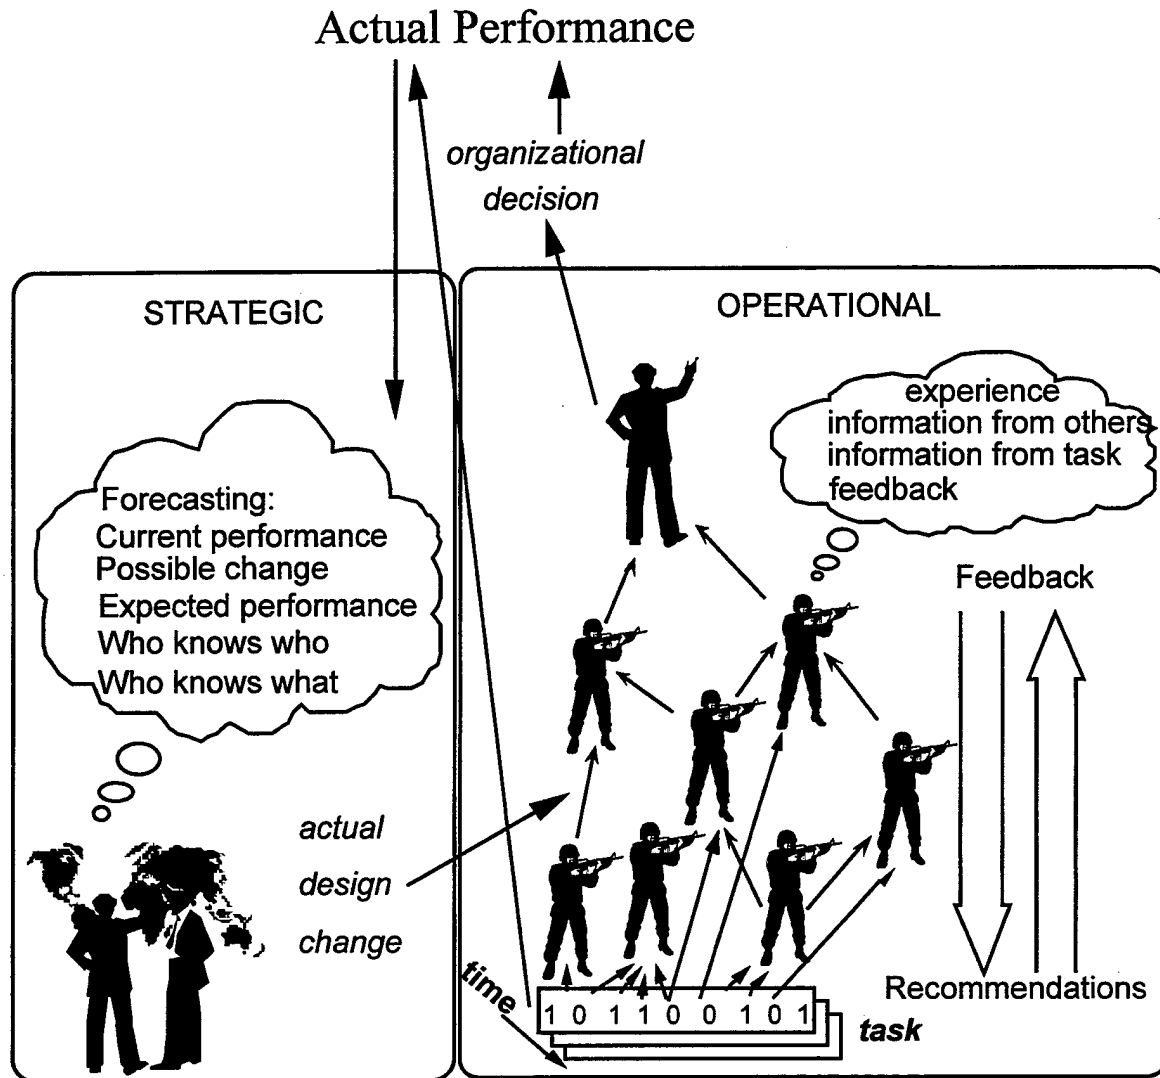 Actual Performance
organizational
decision
STRATEGIC
Forecasting:
Current performance
Possible change
Expected performance
Who knows who
Who knows what
actual
design
change
OPERATIONAL
experience
information from others
information from task
feedback
Feedback
Recommendations
time
1 0 1 1 0 0 1 0 1
task